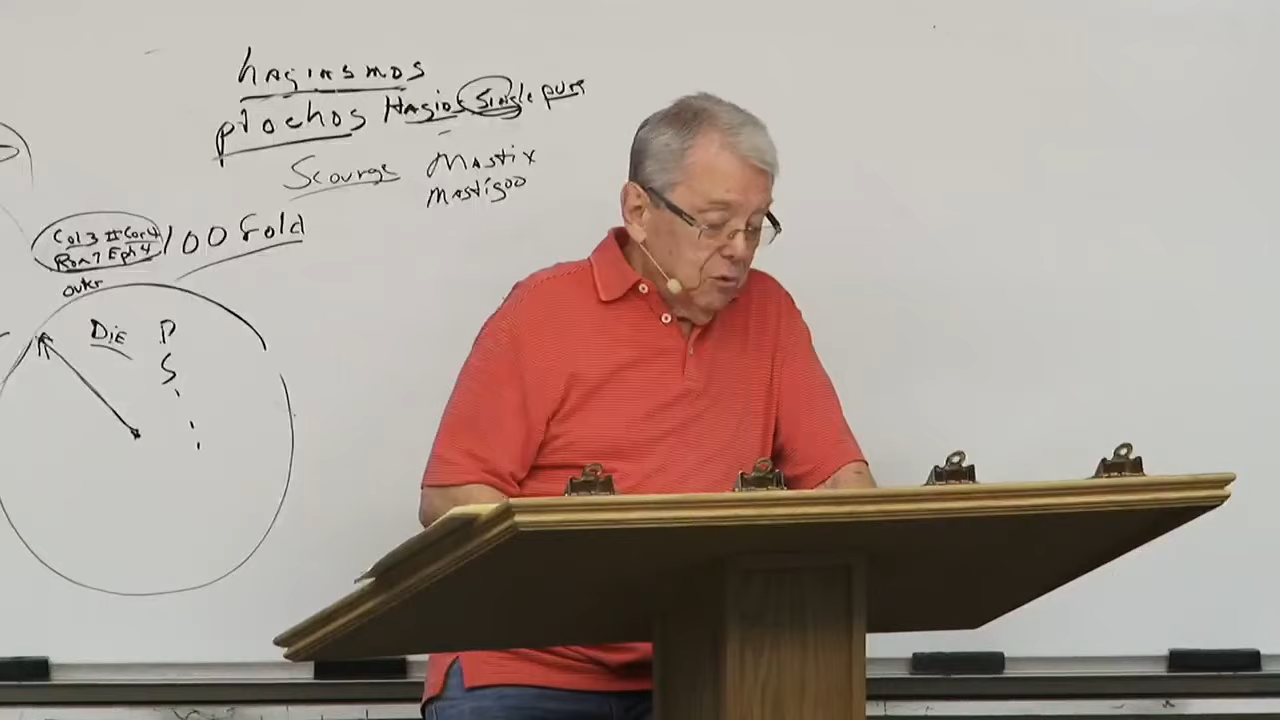 hagiasmos
ptochos Hagios Single pure
Scourge Mastix
mastigoo
Col 3 II Cor 4
Rom 7 Eph 4
100 Fold
outer
Die P
S